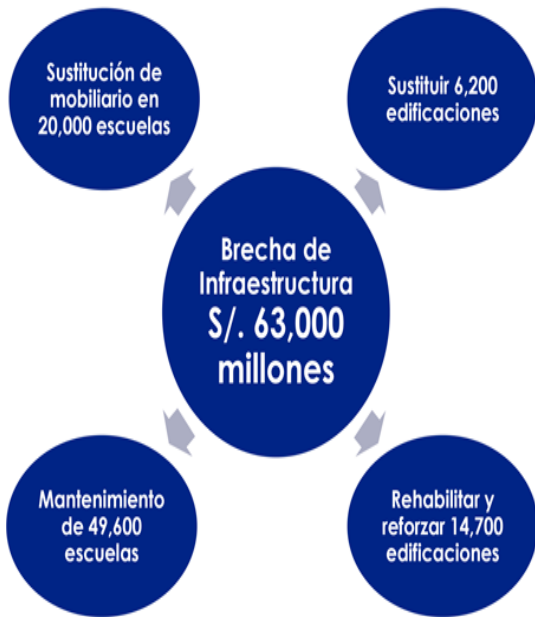 Sustitución de
mobiliario en
20,000 escuelas
Sustituir 6,200
edificaciones
Brecha de
Infraestructura
S/. 63,000
millones
Mantenimiento
de 49,600
escuelas
Rehabilitar y
reforzar 14,700
edificaciones